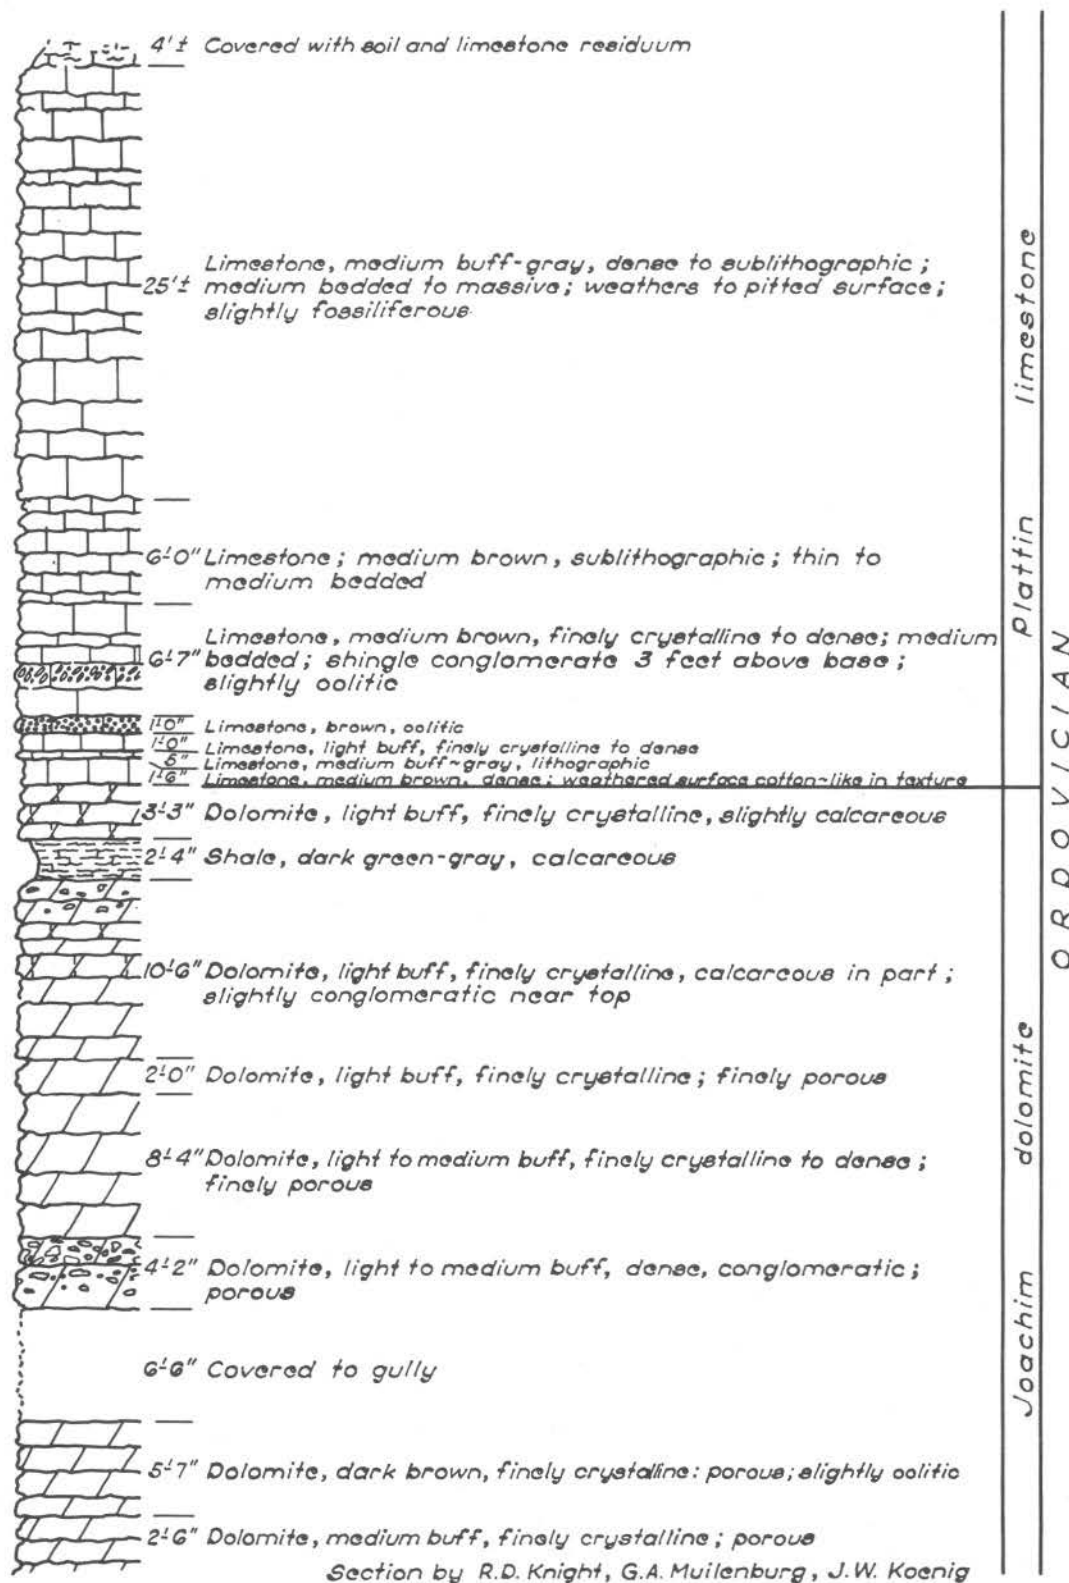 4'± Covered with soil and limestone residuum
Limestone, medium buff-gray, dense to sublithographic;
25'± medium bedded to massive; weathers to pitted surface;
slightly fossiliferous
6'-0" Limestone; medium brown, sublithographic; thin to
medium bedded
Limestone, medium brown, finely crystalline to dense; medium
6'-7" bedded; shingle conglomerate 3 feet above base;
slightly oolitic
1'-0" Limestone, brown, oolitic
1'-0" Limestone, light buff, finely crystalline to dense
Limestone, medium buff~gray, lithographic
1'-6" Limestone, medium brown, dense; weathered surface cotton~like in texture
3'-3" Dolomite, light buff, finely crystalline, slightly calcareous
2'-4" Shale, dark green-gray, calcareous
10'-6" Dolomite, light buff, finely crystalline, calcareous in part;
slightly conglomeratic near top
2'-0" Dolomite, light buff, finely crystalline; finely porous
8'-4" Dolomite, light to medium buff, finely crystalline to dense;
finely porous
4'-2" Dolomite, light to medium buff, dense, conglomeratic;
porous
6'-6" Covered to gully
5'-7" Dolomite, dark brown, finely crystalline: porous; slightly oolitic
2'-6" Dolomite, medium buff, finely crystalline; porous
Section by R.D. Knight, G.A. Muilenburg, J.W. Koenig
Plattin limestone
Joachim dolomite
ORDOVICIAN